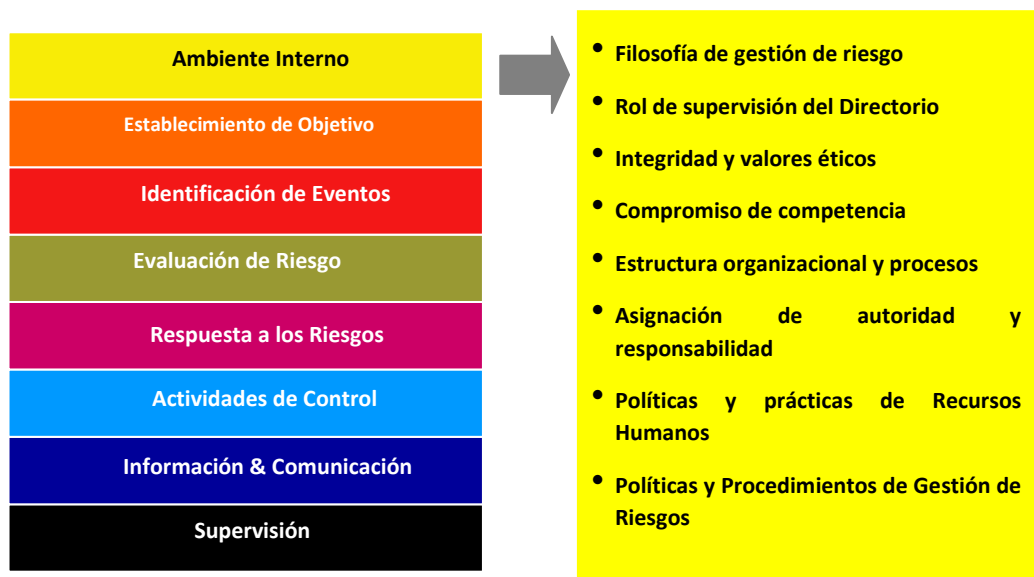 Ambiente Interno
Establecimiento de Objetivo
Identificación de Eventos
Evaluación de Riesgo
Respuesta a los Riesgos
Actividades de Control
Información & Comunicación
Supervisión
• Filosofía de gestión de riesgo
• Rol de supervisión del Directorio
• Integridad y valores éticos
• Compromiso de competencia
• Estructura organizacional y procesos
• Asignación de autoridad y
responsabilidad
• Políticas y prácticas de Recursos
Humanos
• Políticas y Procedimientos de Gestión de
Riesgos